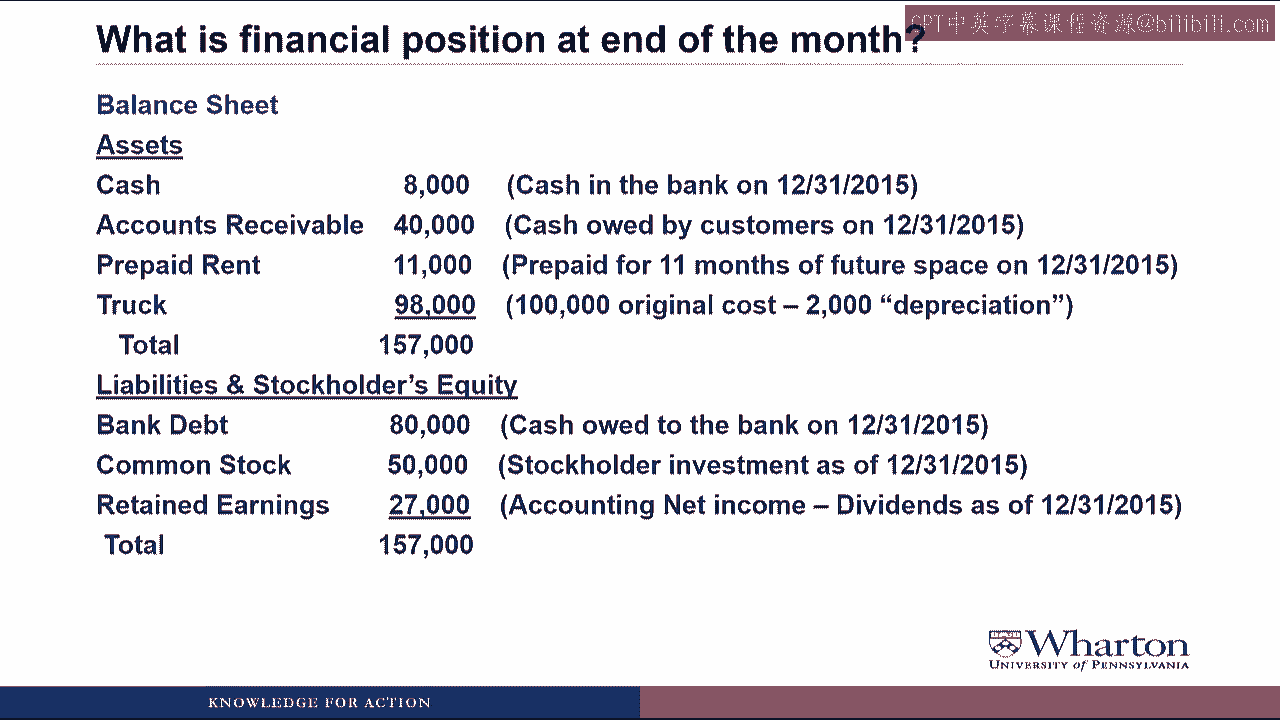 What is financial position at end of the month?
GPT中英字幕课程资源@bilibili.com
Balance Sheet
Assets
Cash 8,000 (Cash in the bank on 12/31/2015)
Accounts Receivable 40,000 (Cash owed by customers on 12/31/2015)
Prepaid Rent 11,000 (Prepaid for 11 months of future space on 12/31/2015)
Truck 98,000 (100,000 original cost – 2,000 “depreciation”)
Total 157,000
Liabilities & Stockholder’s Equity
Bank Debt 80,000 (Cash owed to the bank on 12/31/2015)
Common Stock 50,000 (Stockholder investment as of 12/31/2015)
Retained Earnings 27,000 (Accounting Net income – Dividends as of 12/31/2015)
Total 157,000
Wharton
UNIVERSITY of PENNSYLVANIA
KNOWLEDGE FOR ACTION